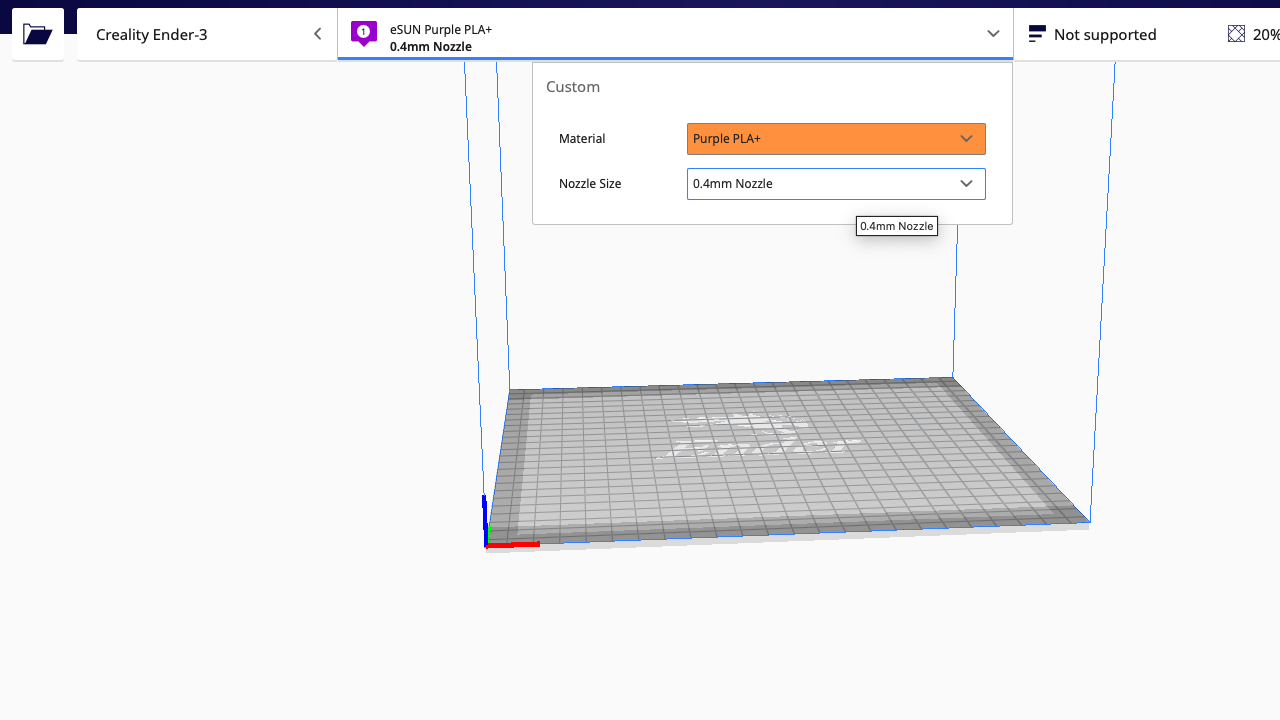 Creality Ender-3
1
eSUN Purple PLA+
0.4mm Nozzle
Not supported
20%
Custom
Material
Purple PLA+
Nozzle Size
0.4mm Nozzle
0.4mm Nozzle